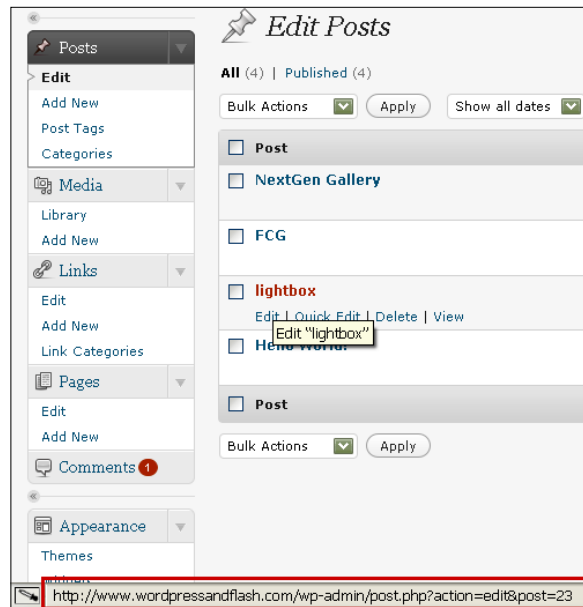 Posts
Edit
Add New
Post Tags
Categories
Media
Library
Add New
Links
Edit
Add New
Link Categories
Pages
Edit
Add New
Comments 1
Appearance
Themes
Edit Posts
All (4) | Published (4)
Bulk Actions Apply Show all dates
Post
NextGen Gallery
FCG
lightbox
Edit | Quick Edit | Delete | View
Edit "lightbox"
Hello World!
Post
Bulk Actions Apply
http://www.wordpressandflash.com/wp-admin/post.php?action=edit&post=23